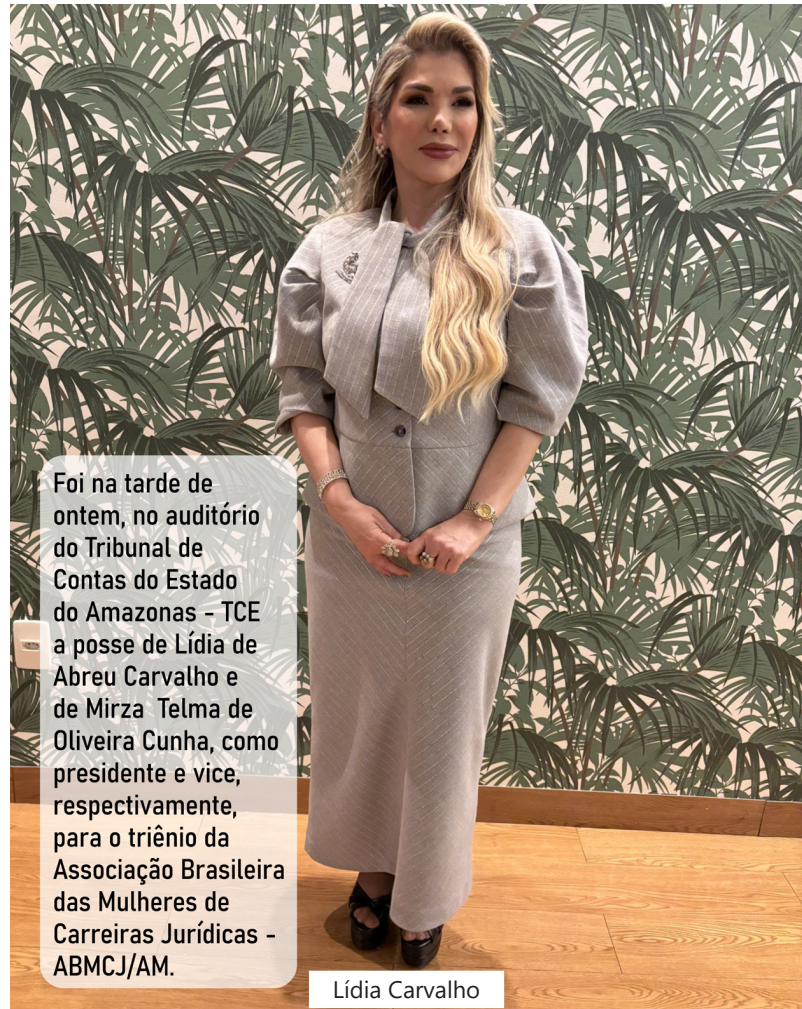 Foi na tarde de
ontem, no auditório
do Tribunal de
Contas do Estado
do Amazonas - TCE
a posse de Lídia de
Abreu Carvalho e
de Mirza Telma de
Oliveira Cunha, como
presidente e vice,
respectivamente,
para o triênio da
Associação Brasileira
das Mulheres de
Carreiras Jurídicas -
ABMCJ/AM.
Lídia Carvalho